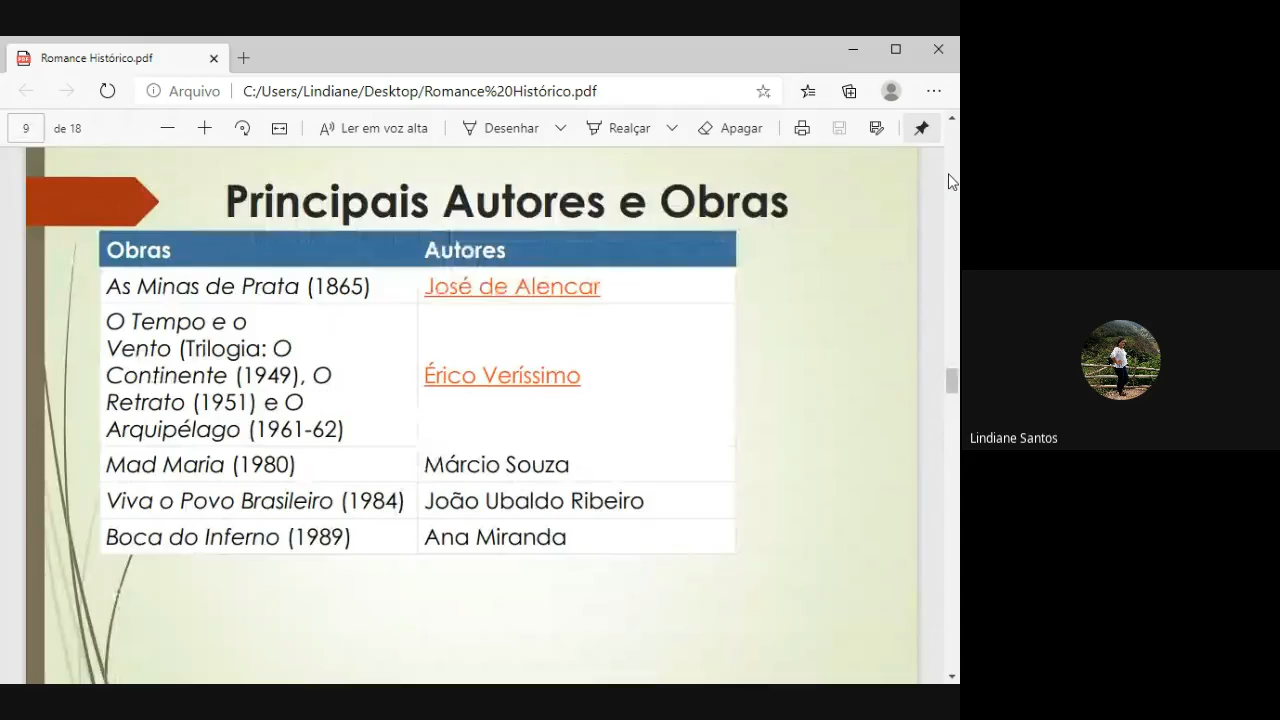 Romance Histórico.pdf
Arquivo
C:/Users/Lindiane/Desktop/Romance%20Histórico.pdf
9 de 18
Ler em voz alta
Desenhar
Realçar
Apagar
Principais Autores e Obras
Obras Autores
As Minas de Prata (1865) José de Alencar
O Tempo e o
Vento (Trilogia: O
Continente (1949), O
Retrato (1951) e O
Arquipélago (1961-62)
Érico Veríssimo
Mad Maria (1980) Márcio Souza
Viva o Povo Brasileiro (1984) João Ubaldo Ribeiro
Boca do Inferno (1989) Ana Miranda
Lindiane Santos